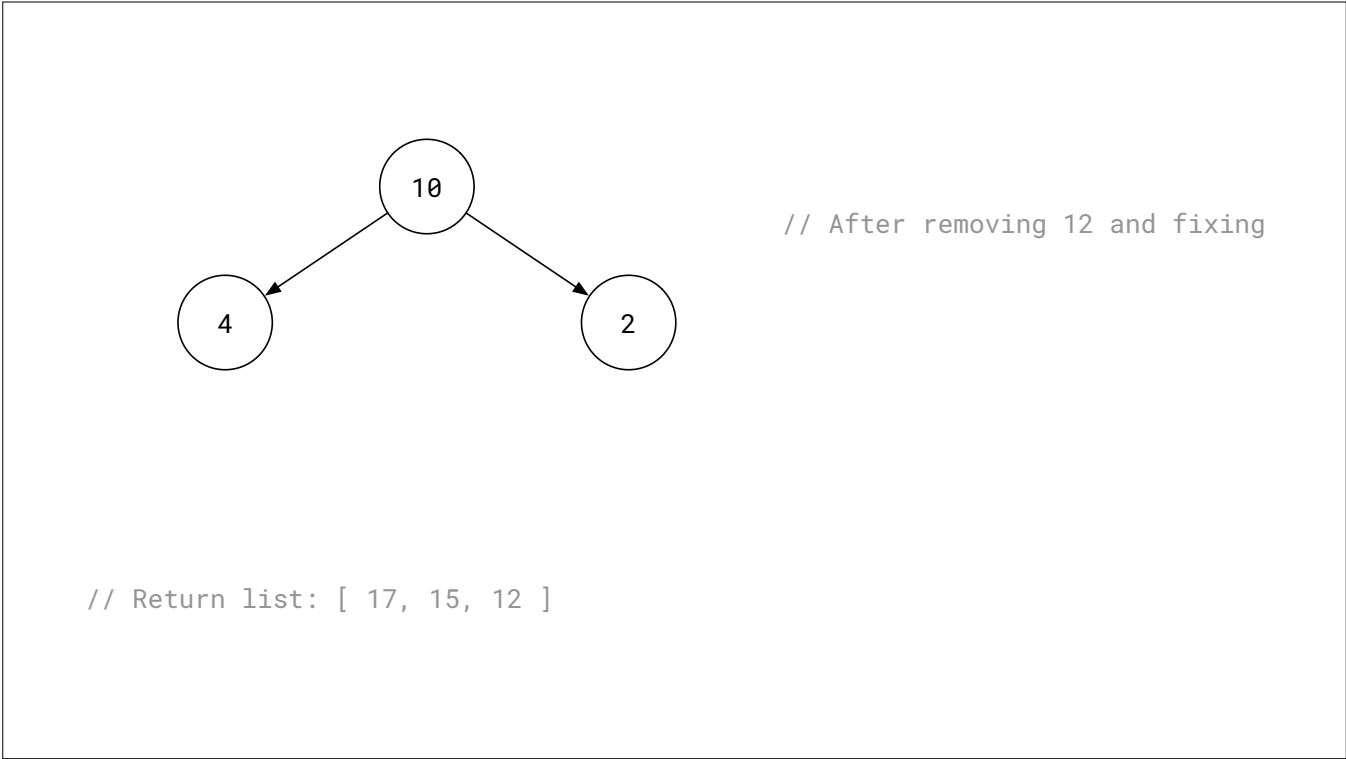 10
// After removing 12 and fixing
4
2
// Return list: [ 17, 15, 12 ]